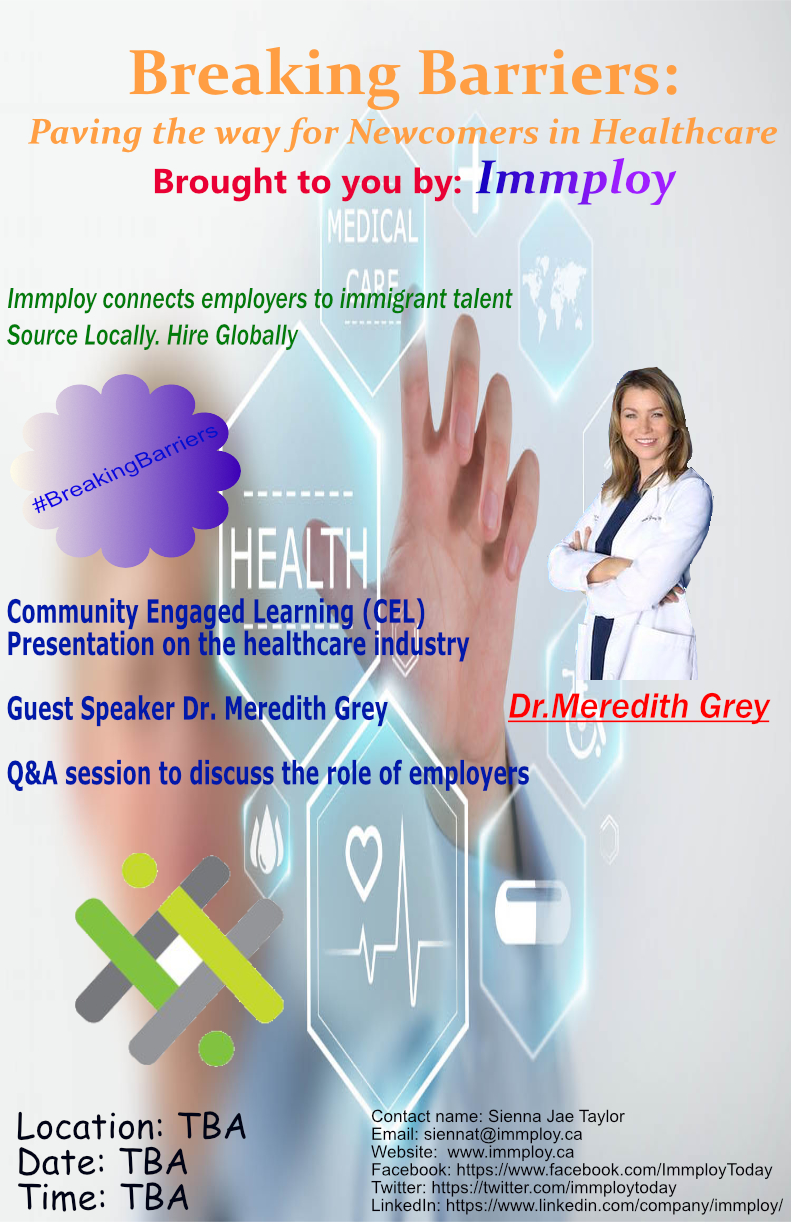 Breaking Barriers:
Paving the way for Newcomers in Healthcare
Brought to you by: Immploy
MEDICAL
CARE
Immploy connects employers to immigrant talent
Source Locally. Hire Globally
#BreakingBarriers
HEALTH
Community Engaged Learning (CEL)
Presentation on the healthcare industry
Guest Speaker Dr. Meredith Grey
Dr.Meredith Grey
Q&A session to discuss the role of employers
Location: TBA
Date: TBA
Time: TBA
Contact name: Sienna Jae Taylor
Email: siennat@immploy.ca
Website:  www.immploy.ca
Facebook: https://www.facebook.com/ImmployToday
Twitter: https://twitter.com/immploytoday
LinkedIn: https://www.linkedin.com/company/immploy/